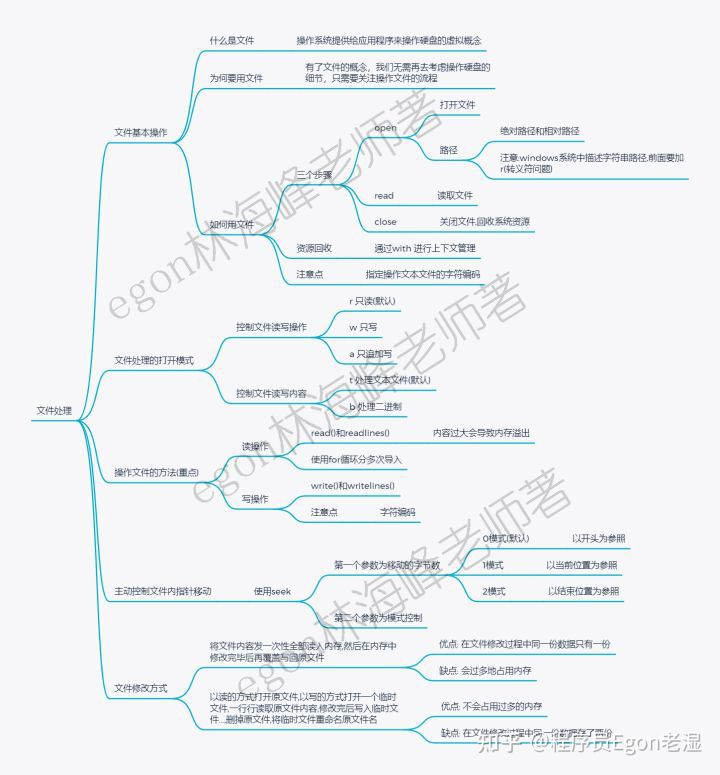 文件处理
文件基本操作
什么是文件
操作系统提供给应用程序来操作硬盘的虚拟概念
为何要用文件
有了文件的概念，我们无需再去考虑操作硬盘的
细节，只需要关注操作文件的流程
如何用文件
三个步骤
open
打开文件
路径
绝对路径和相对路径
注意:windows系统中描述字符串路径,前面要加
r(转义符问题)
read
读取文件
close
关闭文件,回收系统资源
资源回收
通过with 进行上下文管理
注意点
指定操作文本文件的字符编码
文件处理的打开模式
控制文件读写操作
r 只读(默认)
w 只写
a 只追加写
控制文件读写内容
t 处理文本文件(默认)
b 处理二进制
操作文件的方法(重点)
读操作
read()和readlines()
内容过大会导致内存溢出
使用for循环分多次导入
写操作
write()和writelines()
注意点
字符编码
主动控制文件内指针移动
使用seek
第一个参数为移动的字节数
0模式(默认)
以开头为参照
1模式
以当前位置为参照
2模式
以结束位置为参照
第二个参数为模式控制
文件修改方式
将文件内容发一次性全部读入内存,然后在内存中
修改完毕后再覆盖写回原文件
优点: 在文件修改过程中同一份数据只有一份
缺点: 会过多地占用内存
以读的方式打开原文件,以写的方式打开一个临时
文件,一行行读取原文件内容,修改完后写入临时文
件...,删掉原文件,将临时文件重命名原文件名
优点: 不会占用过多的内存
缺点: 在文件修改过程中同一份数据存了两份
egon林海峰老师著
egon林海峰老师著
egon林海峰老师著
知乎 @程序员Egon老湿